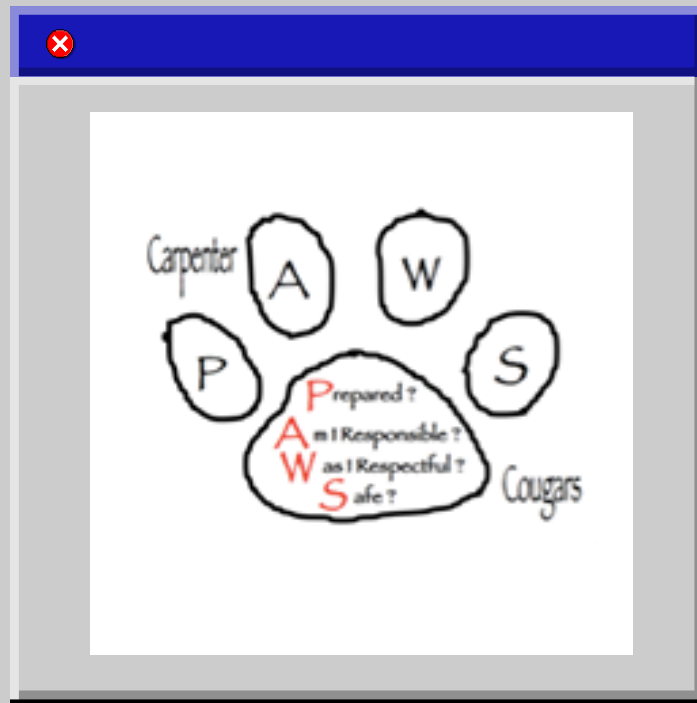 Carpenter
P A W S
Prepared ?
Am I Responsible ?
Was I Respectful ?
Safe ?
Cougars